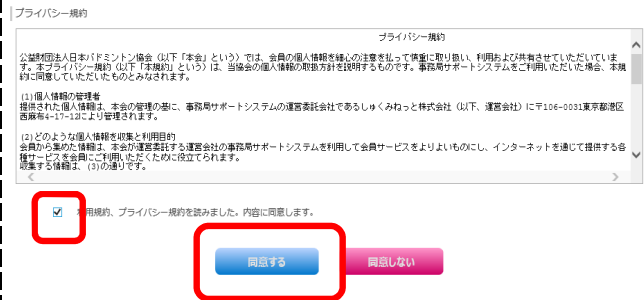 プライバシー規約
プライバシー規約
公益財団法人日本バドミントン協会（以下「本会」という）では、会員の個人情報を細心の注意を払って慎重に取り扱い、利用および共有させていただいていま
す。本プライバシー規約（以下「本規約」という）は、当協会の個人情報の取扱方針を説明するものです。事務局サポートシステムをご利用いただいた場合、本規
約に同意していただいたものとみなされます。
(1)個人情報の管理者
提供された個人情報は、本会の管理の基に、事務局サポートシステムの運営委託会社であるしゅくみねっと株式会社（以下、運営会社）に〒106-0031東京都港区
西麻布4-17-12により管理されます。
(2)どのような個人情報を収集と利用目的
会員から集めた情報は、本会が運営委託する運営会社の事務局サポートシステムを利用して会員サービスをよりよいものにし、インターネットを通じて提供する各
種サービスを会員にご利用いただくために役立てられます。
収集する情報は、(3)の通りです。
利用規約、プライバシー規約を読みました。内容に同意します。
同意する
同意しない